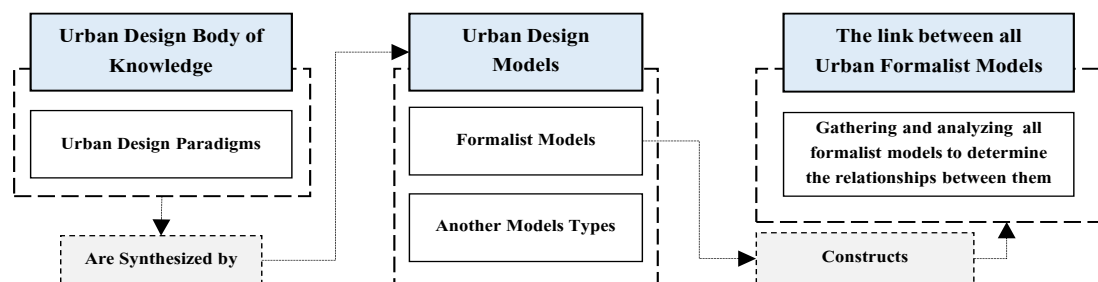 Urban Design Body of
Knowledge
Urban Design Paradigms
Are Synthesized by
Urban Design
Models
Formalist Models
Another Models Types
The link between all
Urban Formalist Models
Gathering and analyzing all
formalist models to determine
the relationships between them
Constructs